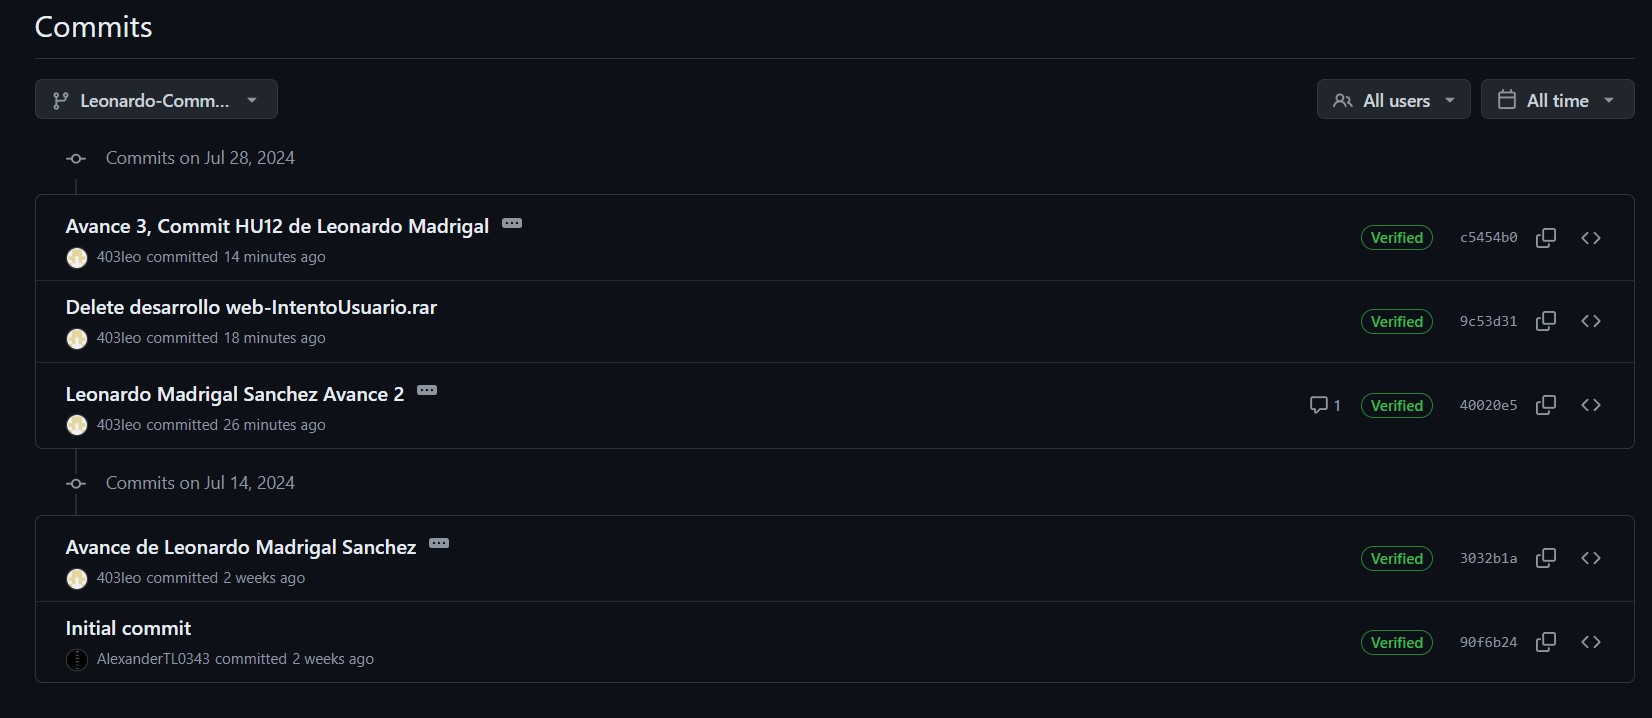 Commits
Leonardo-Comm...
All users
All time
Commits on Jul 28, 2024
Avance 3, Commit HU12 de Leonardo Madrigal
403leo committed 14 minutes ago
Verified
c5454b0
Delete desarrollo web-IntentoUsuario.rar
403leo committed 18 minutes ago
Verified
9c53d31
Leonardo Madrigal Sanchez Avance 2
403leo committed 26 minutes ago
1
Verified
40020e5
Commits on Jul 14, 2024
Avance de Leonardo Madrigal Sanchez
403leo committed 2 weeks ago
Verified
3032b1a
Initial commit
AlexanderTL0343 committed 2 weeks ago
Verified
90f6b24